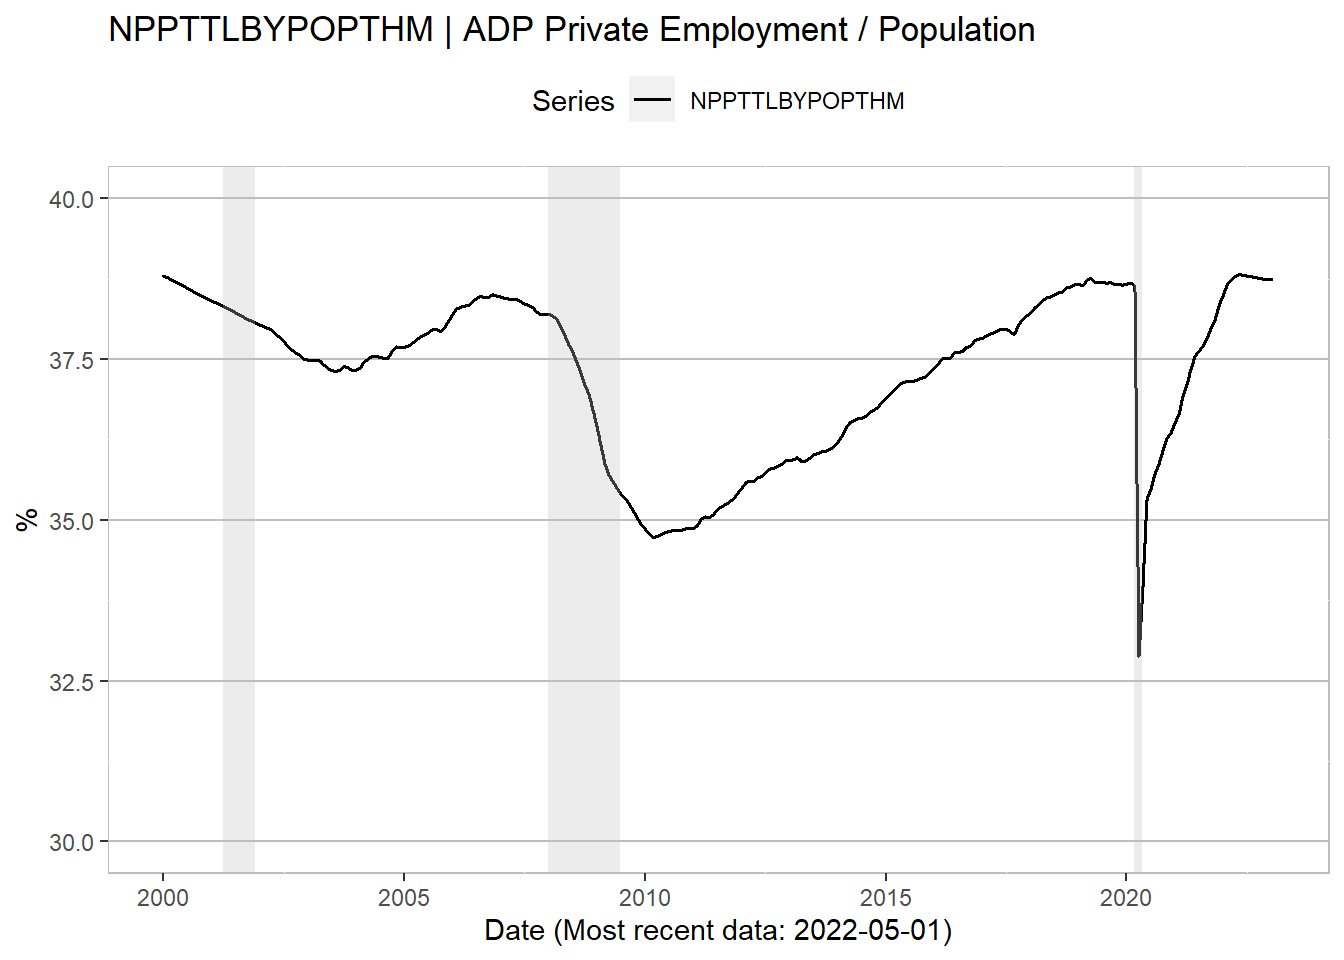 NPPTTLBYPOPTHM | ADP Private Employment / Population
Series NPPTTLBYPOPTHM
40.0
37.5
35.0
32.5
30.0
%
2000 2005 2010 2015 2020
Date (Most recent data: 2022-05-01)